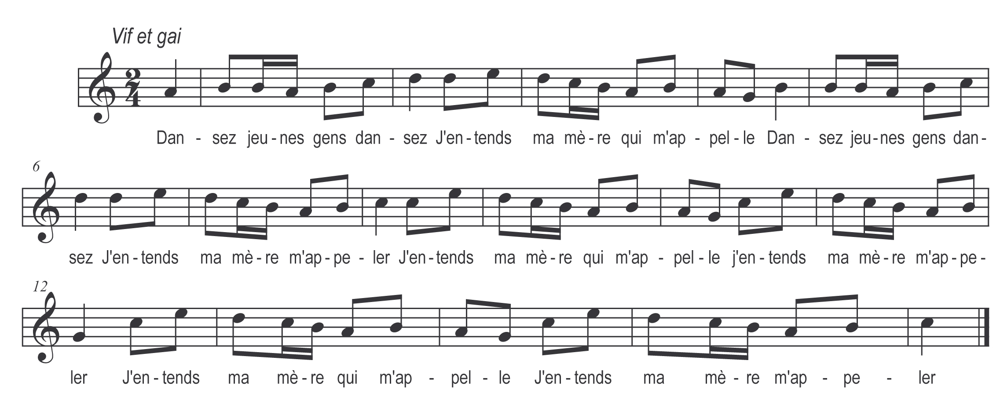 Vif et gai
2/4
Dan - sez jeu - nes gens dan - sez J'en - tends ma mè - re qui m'ap - pel - le Dan - sez jeu - nes gens dan -
6
sez J'en - tends ma mè - re m'ap - pe - ler J'en - tends ma mè - re qui m'ap - pel - le j'en - tends ma mè - re m'ap - pe -
12
ler J'en - tends ma mè - re qui m'ap - pel - le J'en - tends ma mè - re m'ap - pe - ler